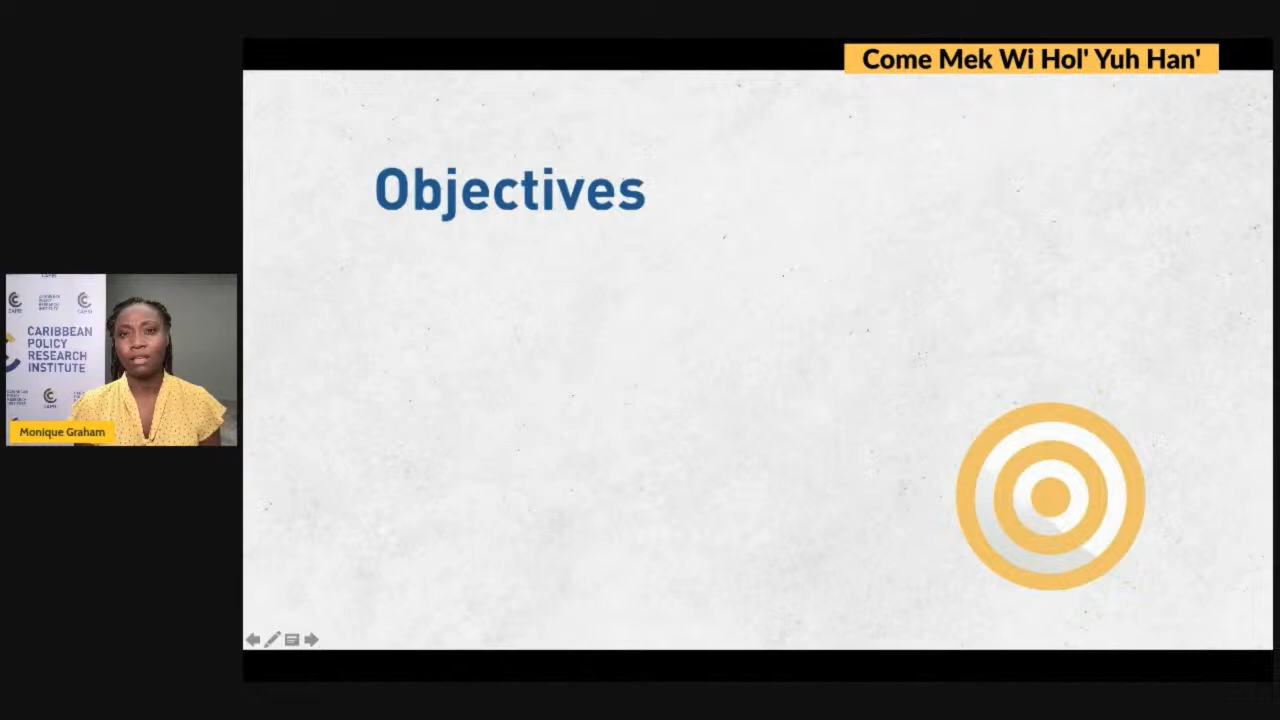 Come Mek Wi Hol' Yuh Han'
Objectives
CARIBBEAN
POLICY
RESEARCH
INSTITUTE
Monique Graham